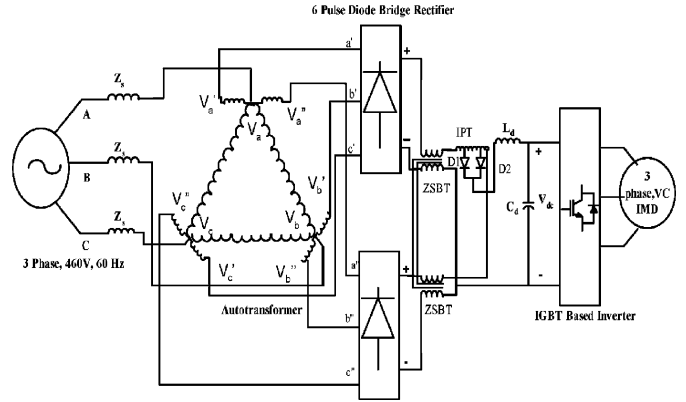 6 Pulse Diode Bridge Rectifier
a'
Zs
A
Va'
Va"
Va
b'
+
c'
-
Zs
B
Vb'
Vc"
Vc
Vb
Zs
C
3 Phase, 460V, 60 Hz
Vc'
Vb"
Autotransformer
a"
+
b"
c"
-
IPT
D1
D2
ZSBT
ZSBT
Ld
+
Cd
Vdc
-
3
phase,VC
IMD
IGBT Based Inverter